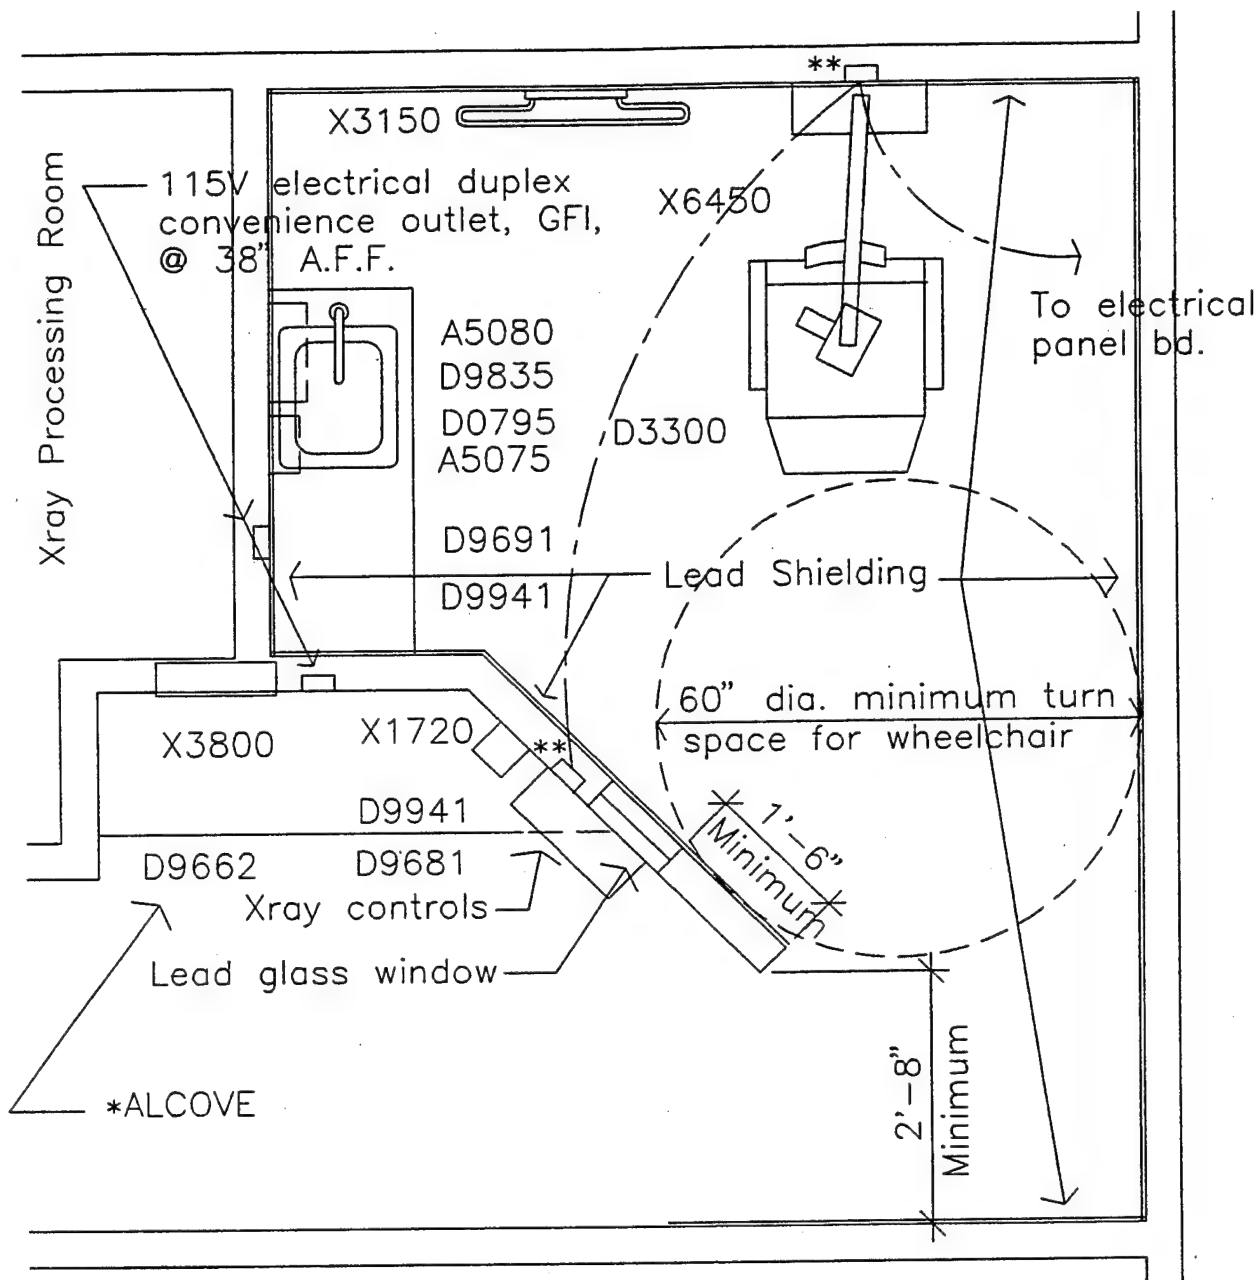 **
X3150
115V electrical duplex
convenience outlet, GFI,
@ 38" A.F.F.
X6450
Xray Processing Room
To electrical
panel bd.
A5080
D9835
D0795
A5075
D3300
D9691
D9941
Lead Shielding
60" dia. minimum turn
space for wheelchair
X3800
X1720
**
1'-6"
Minimum
D9941
D9662
D9681
Xray controls
Lead glass window
*ALCOVE
2'-8"
Minimum